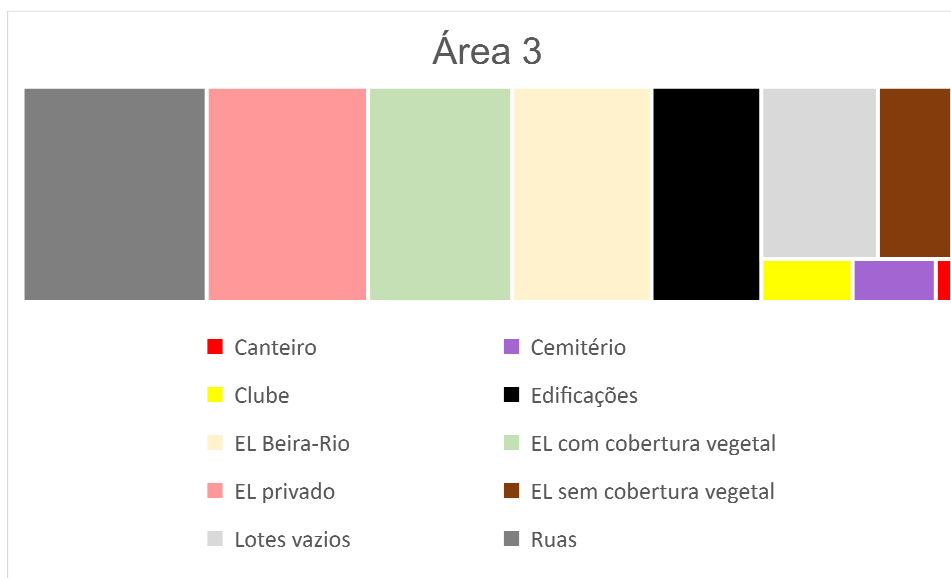 Área 3
Canteiro
Cemitério
Clube
Edificações
EL Beira-Rio
EL com cobertura vegetal
EL privado
EL sem cobertura vegetal
Lotes vazios
Ruas